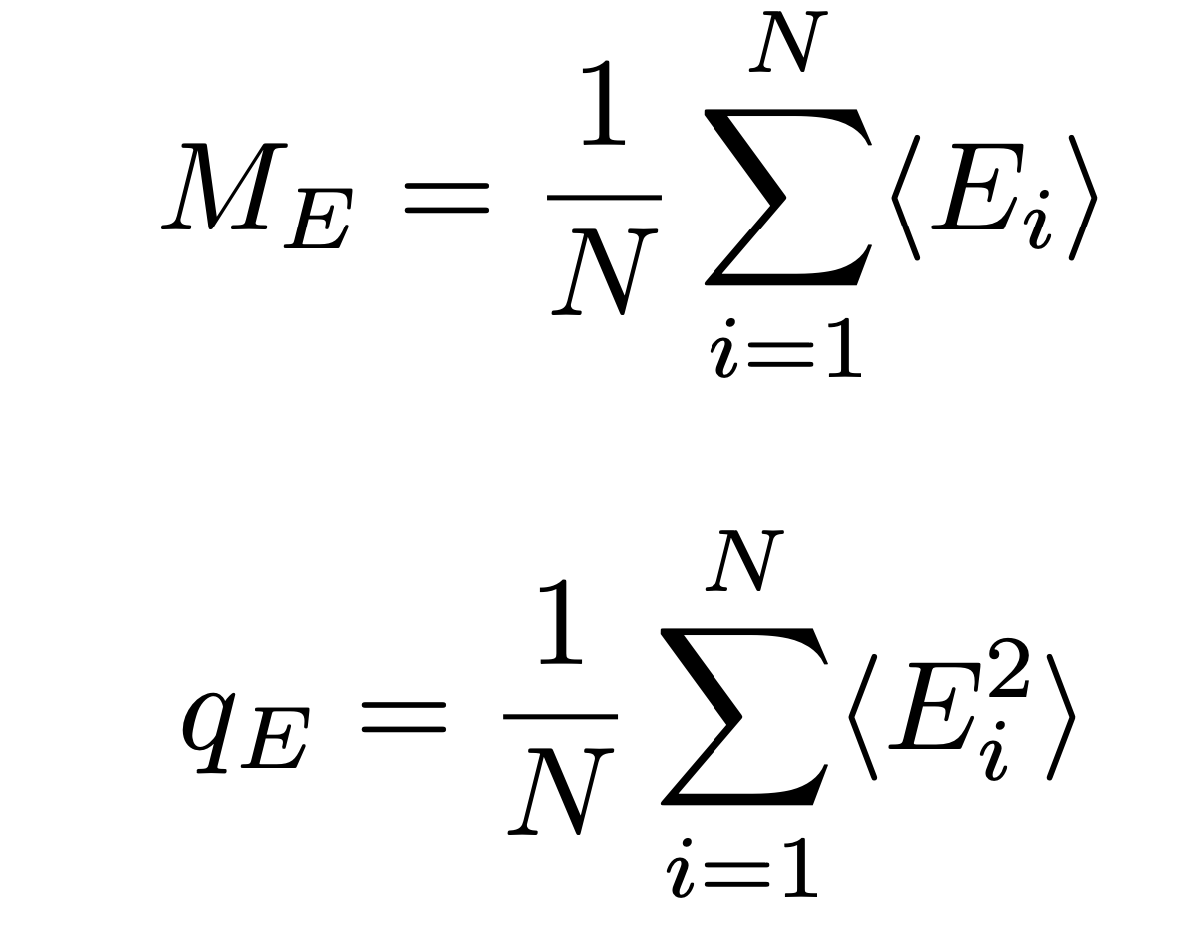 M_E = \frac{1}{N} \sum_{i=1}^{N} \langle E_i \rangle
q_E = \frac{1}{N} \sum_{i=1}^{N} \langle E_i^2 \rangle